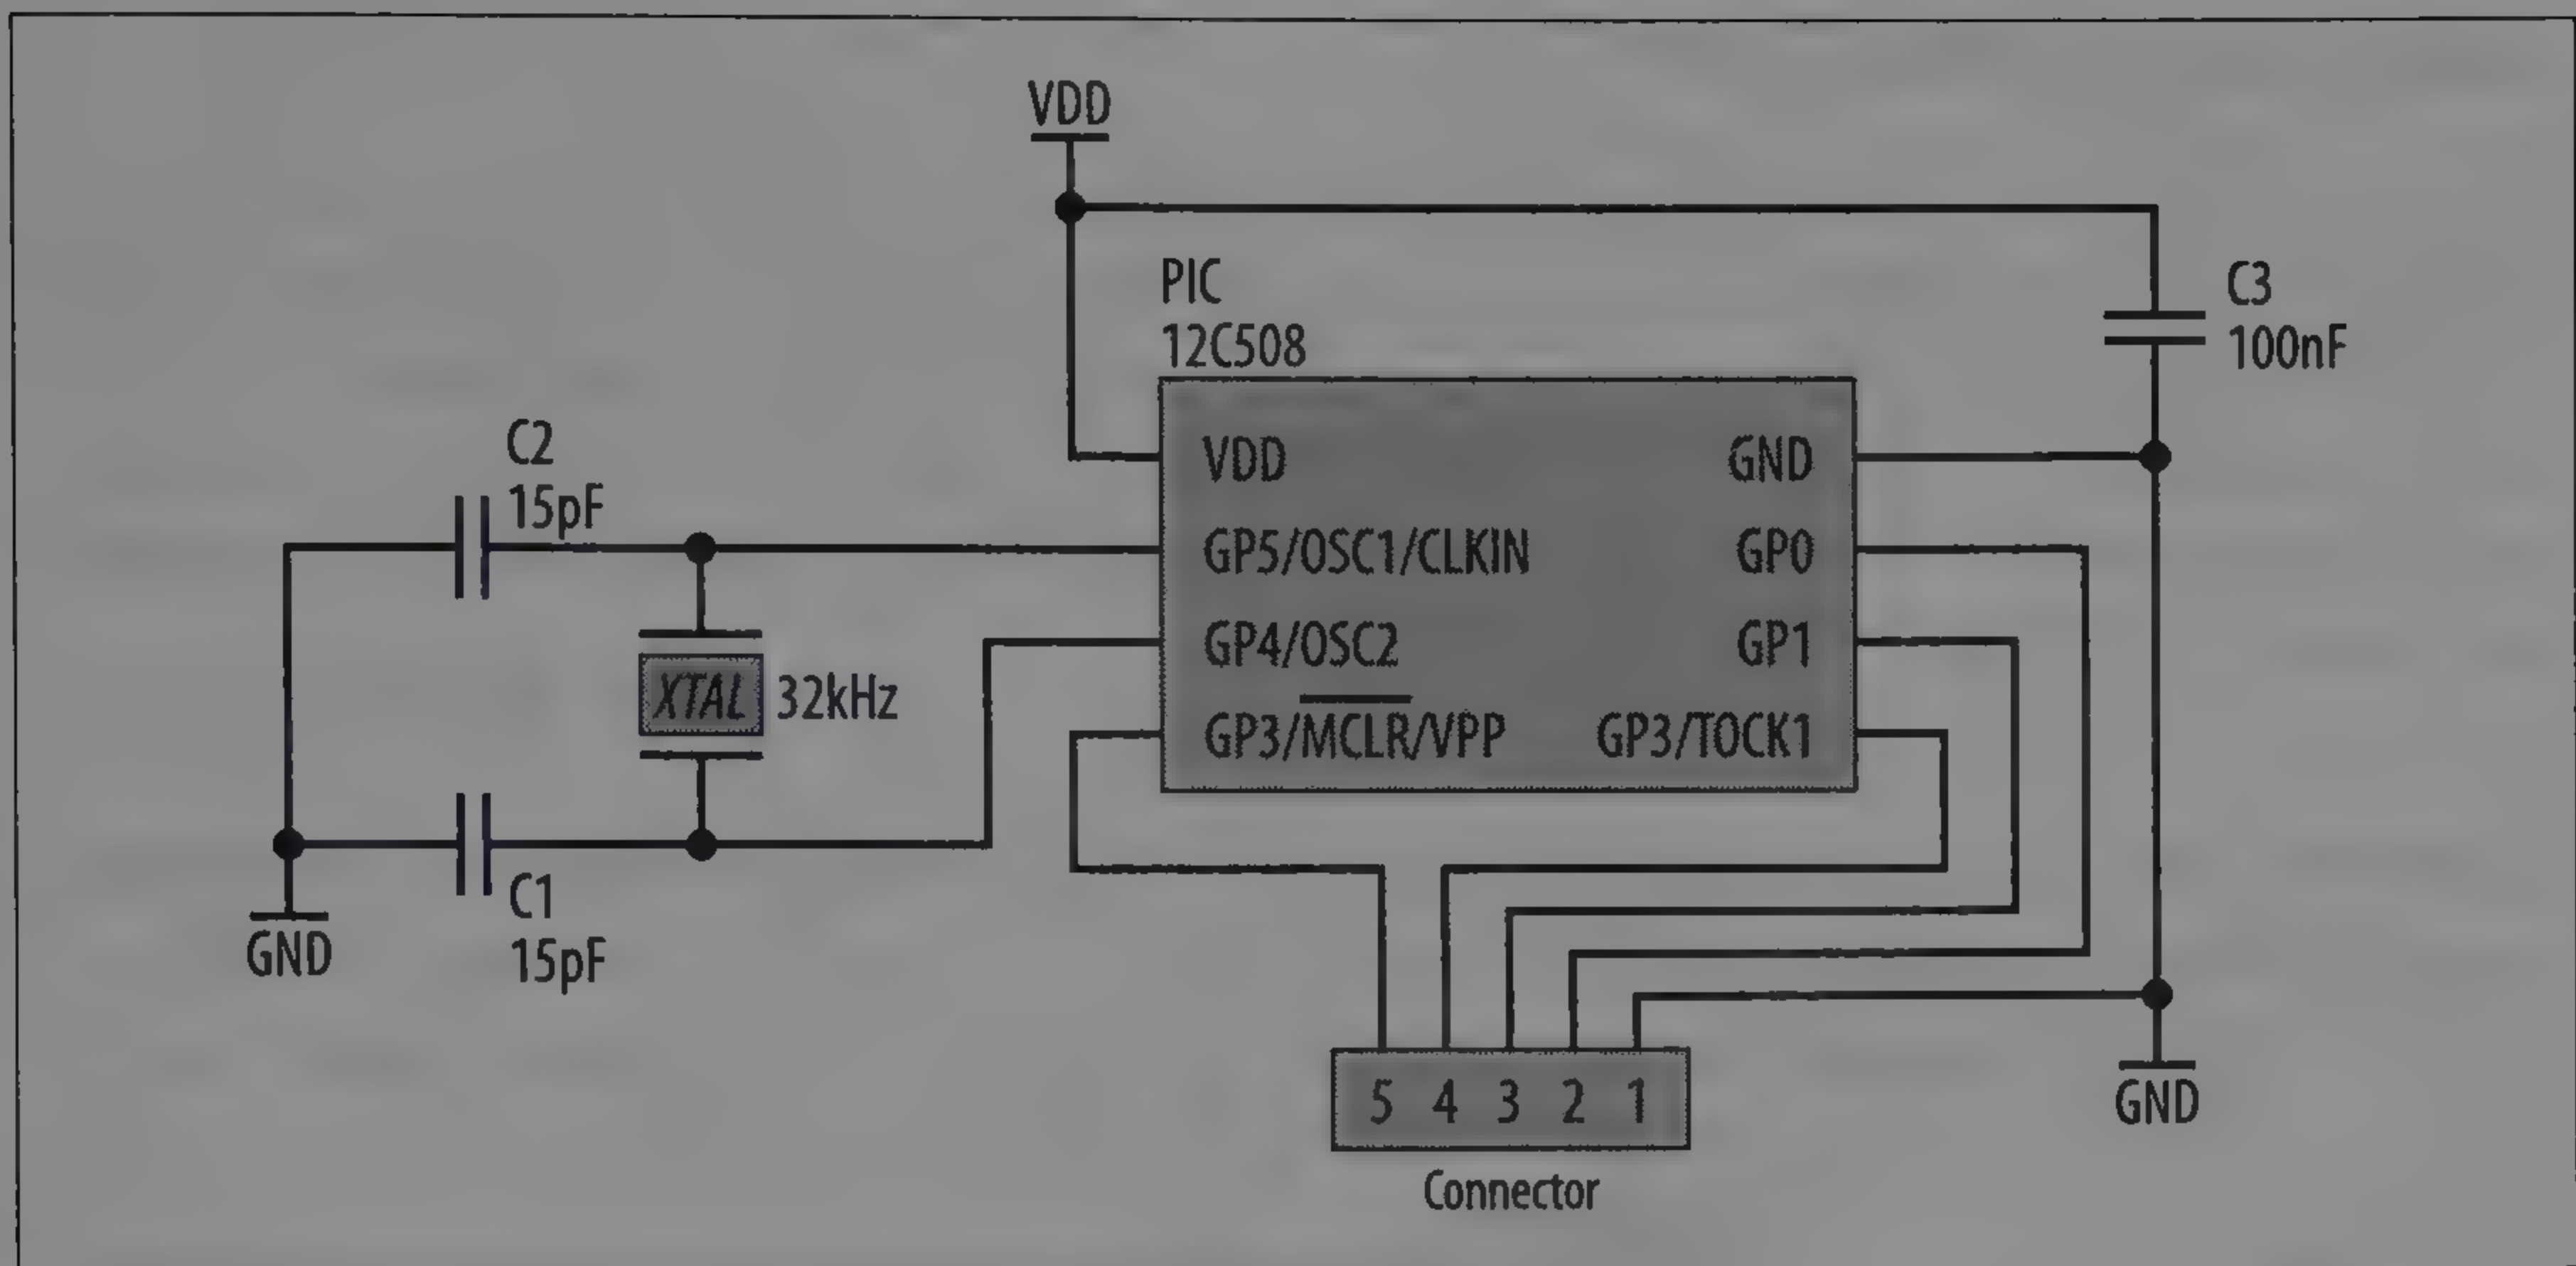 VDD
PIC
12C508
C3
100nF
VDD
GND
C2
15pF
GP5/OSC1/CLKIN
GP0
GP4/OSC2
GP1
XTAL
32kHz
GP3/MCLR/VPP
GP3/TOCK1
C1
15pF
GND
5 4 3 2 1
GND
Connector